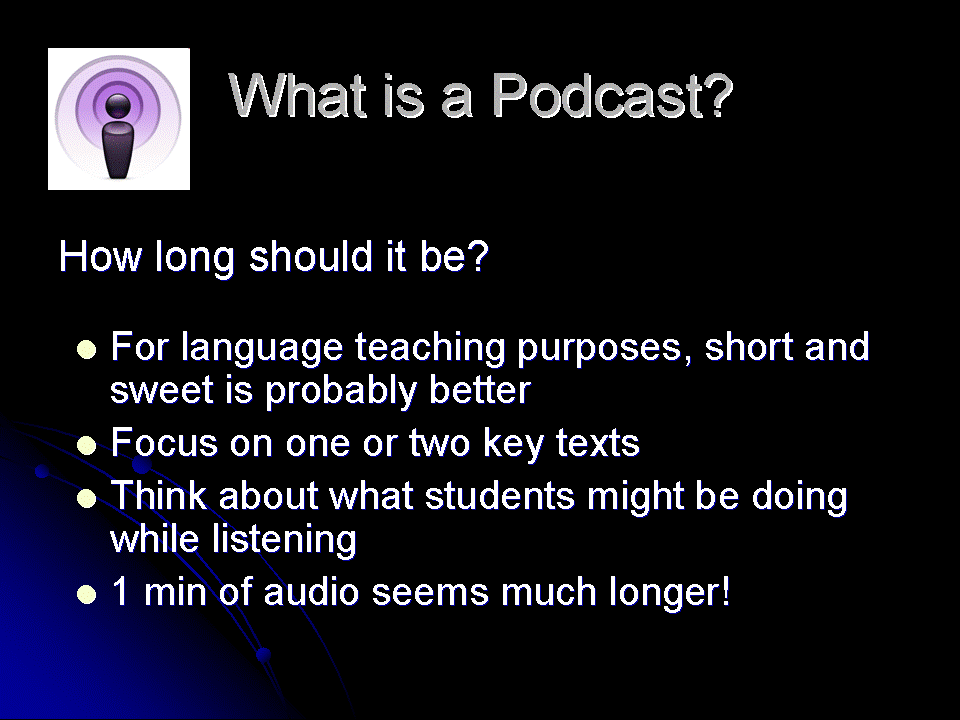 What is a Podcast?
How long should it be?
For language teaching purposes, short and
sweet is probably better
Focus on one or two key texts
Think about what students might be doing
while listening
1 min of audio seems much longer!